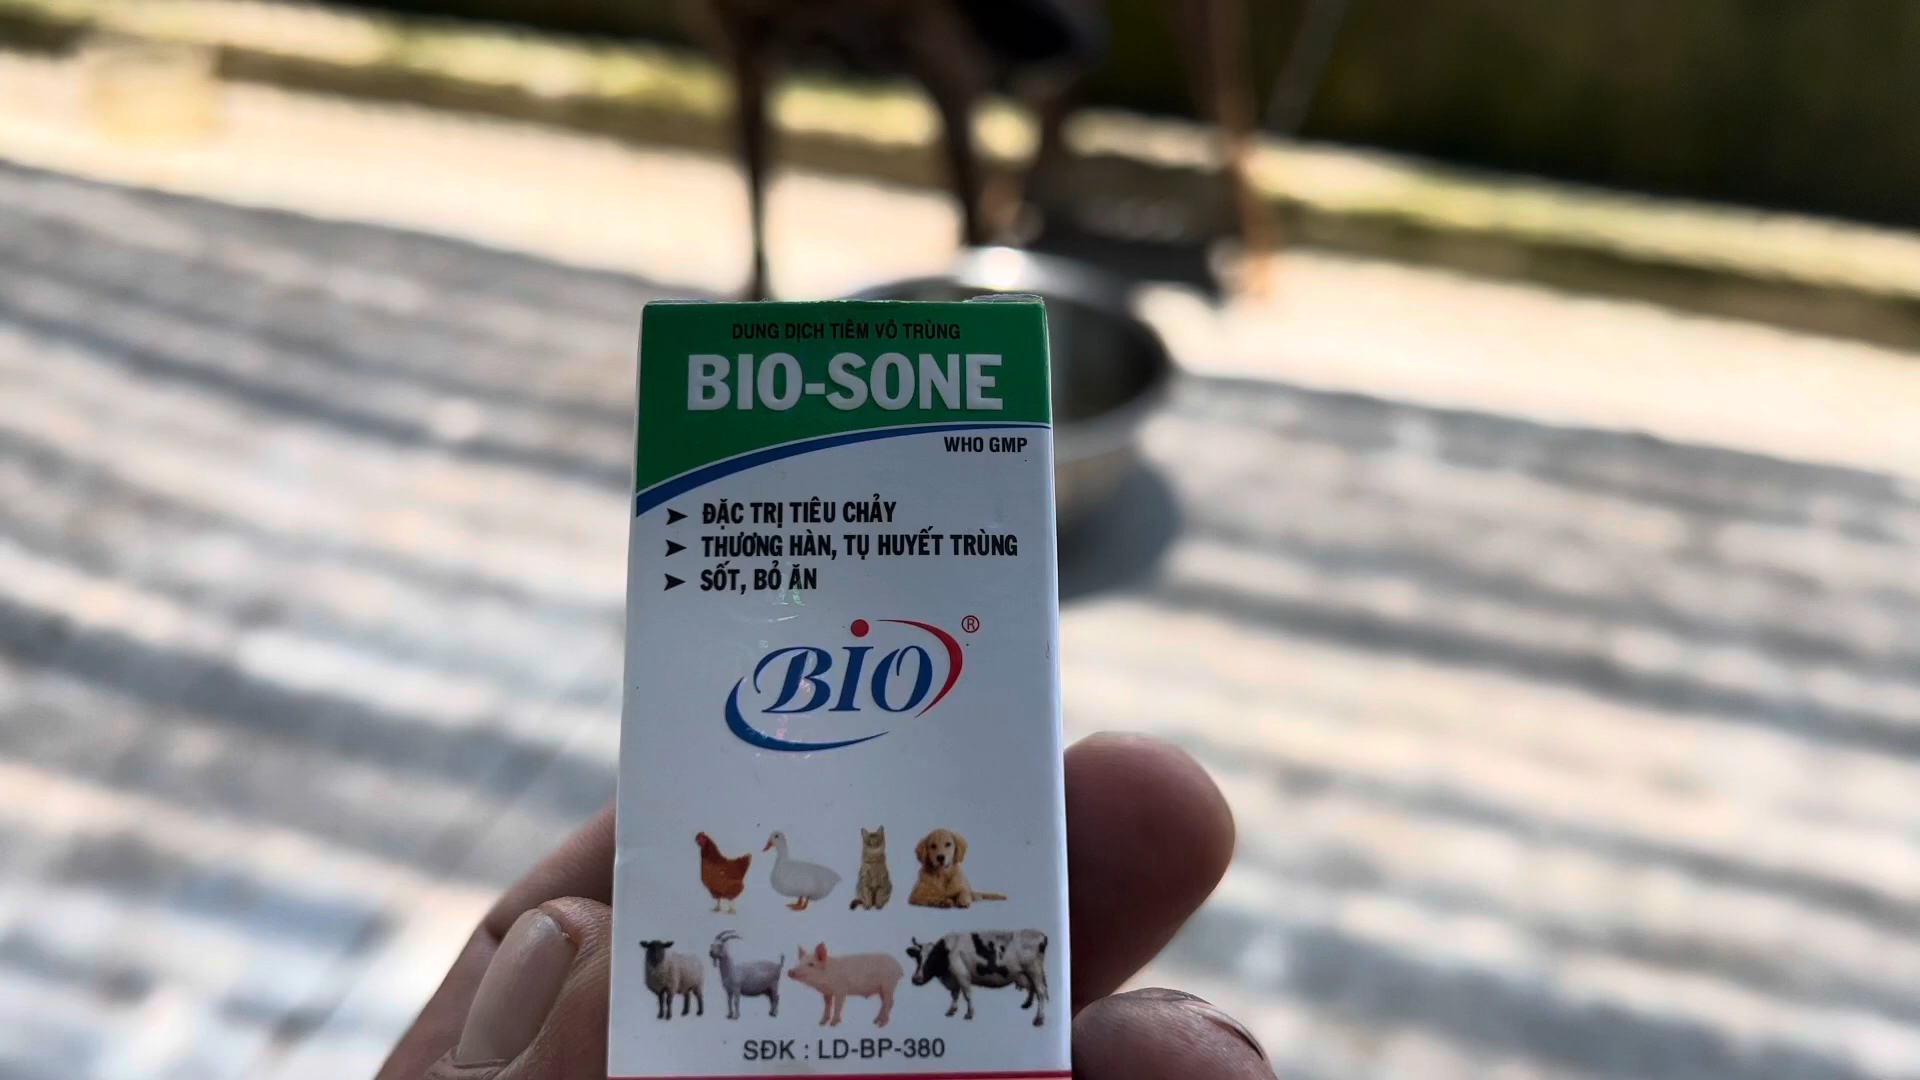 DUNG DỊCH TIÊM VÔ TRÙNG
BIO-SONE
WHO GMP
➤ ĐẶC TRỊ TIÊU CHẢY
➤ THƯƠNG HÀN, TỤ HUYẾT TRÙNG
➤ SỐT, BỎ ĂN
BIO®
SĐK : LD-BP-380